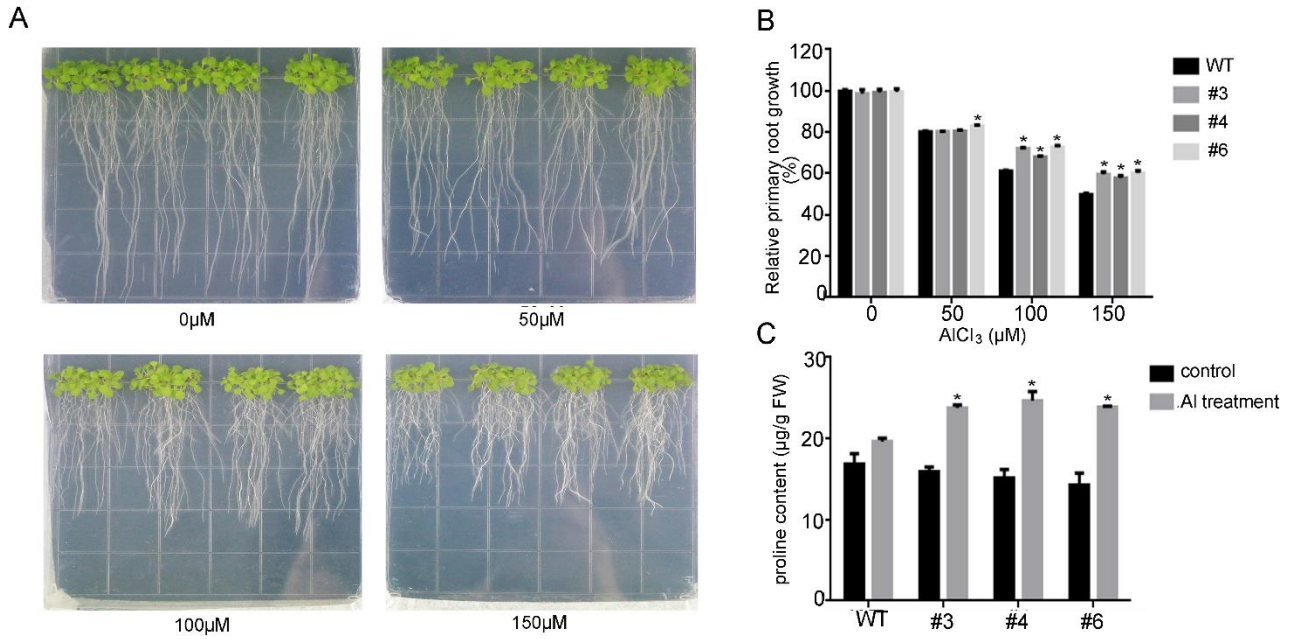 A
0µM
50µM
100µM
150µM
B
Relative primary root growth
(%)
120
100
80
60
40
20
0
*
*
*
*
*
*
*
0
50
100
150
AlCl₃ (µM)
WT
#3
#4
#6
C
proline content (µg/g FW)
30
20
10
0
*
*
*
WT
#3
#4
#6
control
.Al treatment